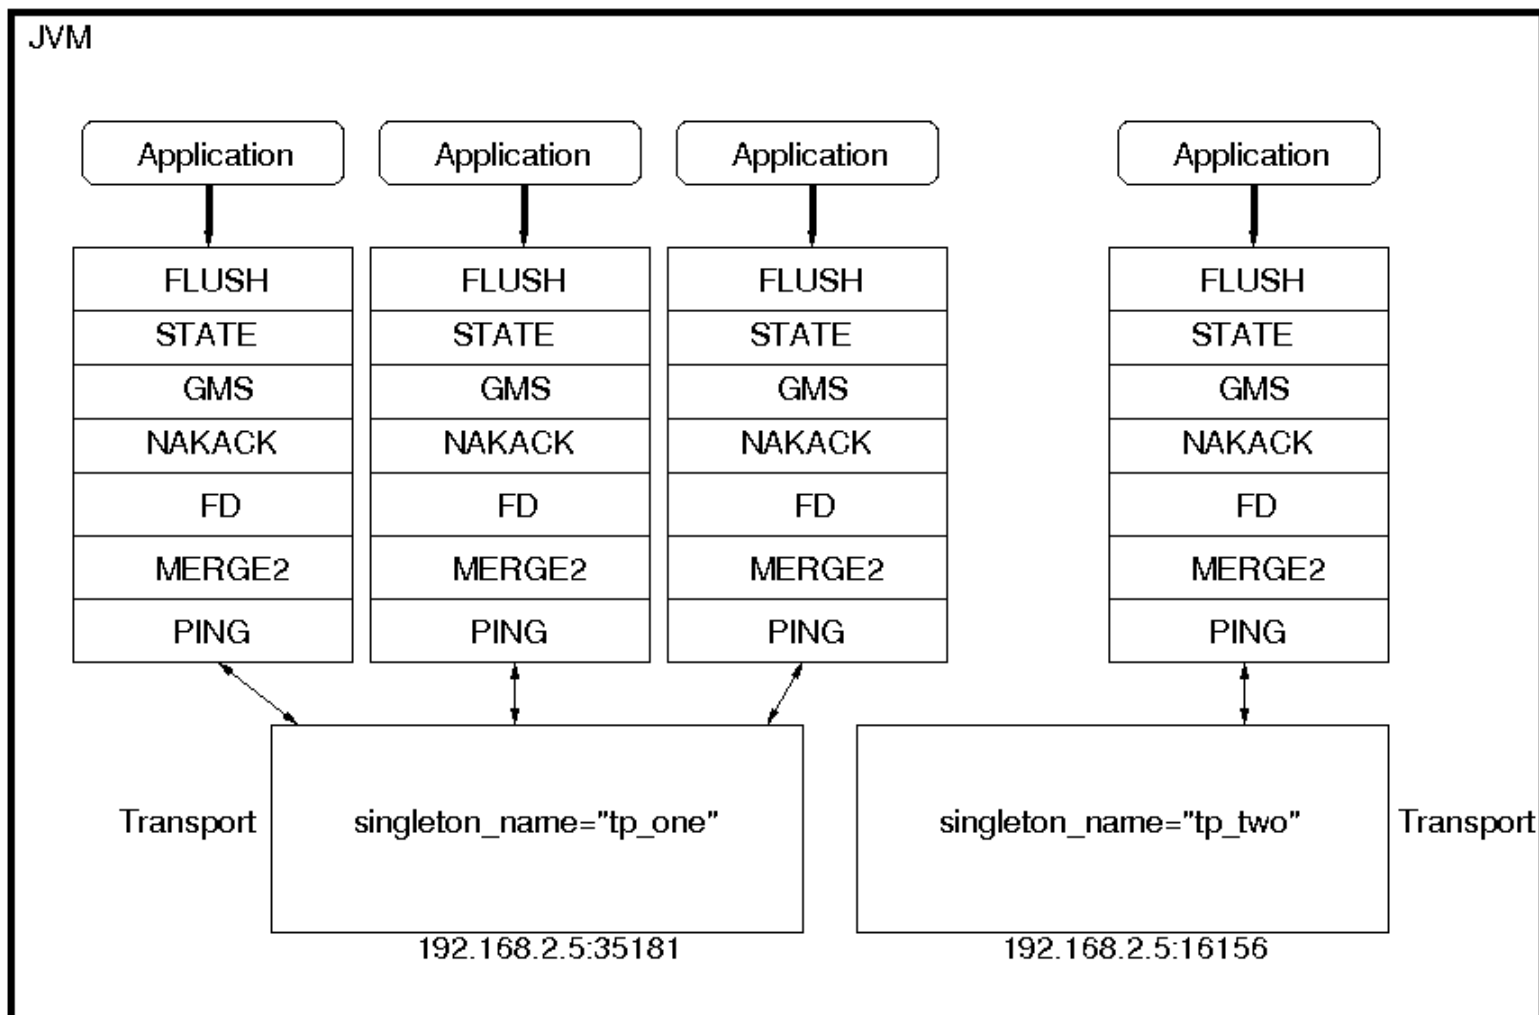 JVM
Application Application Application Application
FLUSH FLUSH FLUSH FLUSH
STATE STATE STATE STATE
GMS GMS GMS GMS
NAKACK NAKACK NAKACK NAKACK
FD FD FD FD
MERGE2 MERGE2 MERGE2 MERGE2
PING PING PING PING
Transport singleton_name="tp_one" singleton_name="tp_two" Transport
192.168.2.5:35181 192.168.2.5:16156